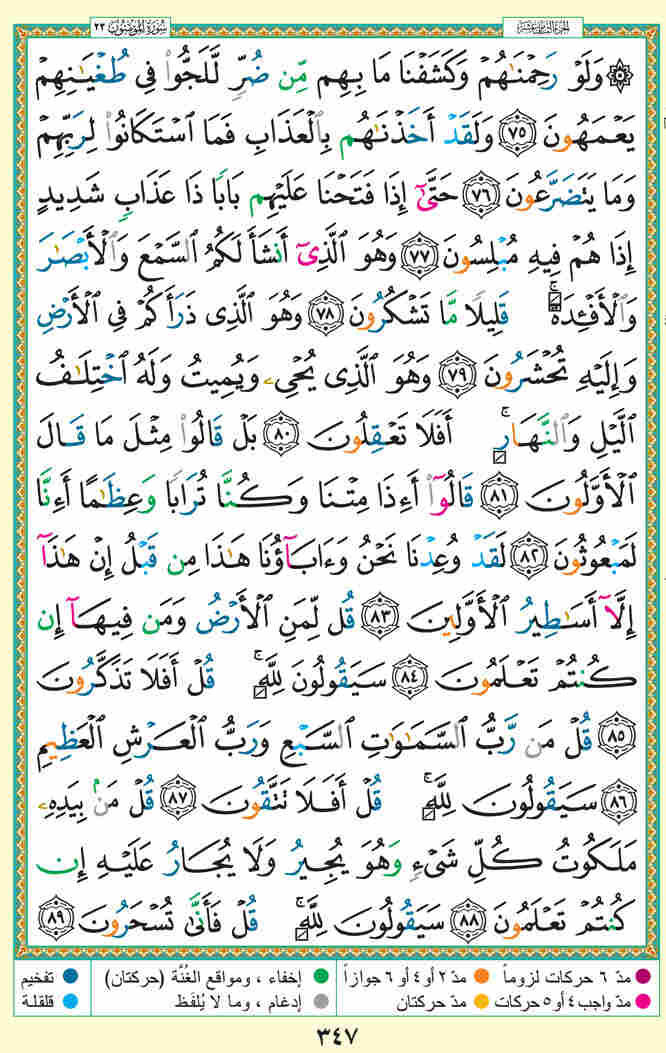 سُورَةُ المُؤْمِنُونَ ٢٣
الجزء الثامن عشر
۞ وَلَوْ رَحِمْنَٰهُمْ وَكَشَفْنَا مَا بِهِم مِّن ضُرٍّ لَّلَجُّوا۟ فِى طُغْيَٰنِهِمْ
يَعْمَهُونَ ٧٥ وَلَقَدْ أَخَذْنَٰهُم بِٱلْعَذَابِ فَمَا ٱسْتَكَانُوا۟ لِرَبِّهِمْ
وَمَا يَتَضَرَّعُونَ ٧٦ حَتَّىٰٓ إِذَا فَتَحْنَا عَلَيْهِم بَابًا ذَا عَذَابٍ شَدِيدٍ
إِذَا هُمْ فِيهِ مُبْلِسُونَ ٧٧ وَهُوَ ٱلَّذِىٓ أَنشَأَ لَكُمُ ٱلسَّمْعَ وَٱلْأَبْصَٰرَ
وَٱلْأَفْـِٔدَةَ ۚ قَلِيلًا مَّا تَشْكُرُونَ ٧٨ وَهُوَ ٱلَّذِى ذَرَأَكُمْ فِى ٱلْأَرْضِ
وَإِلَيْهِ تُحْشَرُونَ ٧٩ وَهُوَ ٱلَّذِى يُحْىِۦ وَيُمِيتُ وَلَهُ ٱخْتِلَٰفُ
ٱلَّيْلِ وَٱلنَّهَارِ ۚ أَفَلَا تَعْقِلُونَ ٨٠ بَلْ قَالُوا۟ مِثْلَ مَا قَالَ
ٱلْأَوَّلُونَ ٨١ قَالُوٓا۟ أَءِذَا مِتْنَا وَكُنَّا تُرَابًا وَعِظَٰمًا أَءِنَّا
لَمَبْعُوثُونَ ٨٢ لَقَدْ وُعِدْنَا نَحْنُ وَءَابَآؤُنَا هَٰذَا مِن قَبْلُ إِنْ هَٰذَآ
إِلَّآ أَسَٰطِيرُ ٱلْأَوَّلِينَ ٨٣ قُل لِّمَنِ ٱلْأَرْضُ وَمَن فِيهَآ إِن
كُنتُمْ تَعْلَمُونَ ٨٤ سَيَقُولُونَ لِلَّهِ ۚ قُلْ أَفَلَا تَذَكَّرُونَ
٨٥ قُلْ مَن رَّبُّ ٱلسَّمَٰوَٰتِ ٱلسَّبْعِ وَرَبُّ ٱلْعَرْشِ ٱلْعَظِيمِ
٨٦ سَيَقُولُونَ لِلَّهِ ۚ قُلْ أَفَلَا تَتَّقُونَ ٨٧ قُلْ مَنۢ بِيَدِهِۦ
مَلَكُوتُ كُلِّ شَىْءٍ وَهُوَ يُجِيرُ وَلَا يُجَارُ عَلَيْهِ إِن
كُنتُمْ تَعْلَمُونَ ٨٨ سَيَقُولُونَ لِلَّهِ ۚ قُلْ فَأَنَّىٰ تُسْحَرُونَ ٨٩
مدّ ٦ حركات لزوماً مدّ ٢ أو ٤ أو ٦ جوازاً إخفاء ، ومواقع الغُنَّة (حركتان) تفخيم
مدّ واجب ٤ أو ٥ حركات مدّ حركتان إدغام ، وما لا يُلفَظ قلقلة
٣٤٧